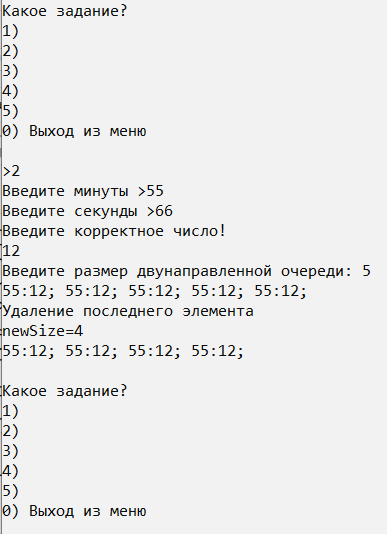 Какое задание?
1)
2)
3)
4)
5)
0) Выход из меню
>2
Введите минуты >55
Введите секунды >66
Введите корректное число!
12
Введите размер двунаправленной очереди: 5
55:12; 55:12; 55:12; 55:12; 55:12;
Удаление последнего элемента
newSize=4
55:12; 55:12; 55:12; 55:12;
Какое задание?
1)
2)
3)
4)
5)
0) Выход из меню